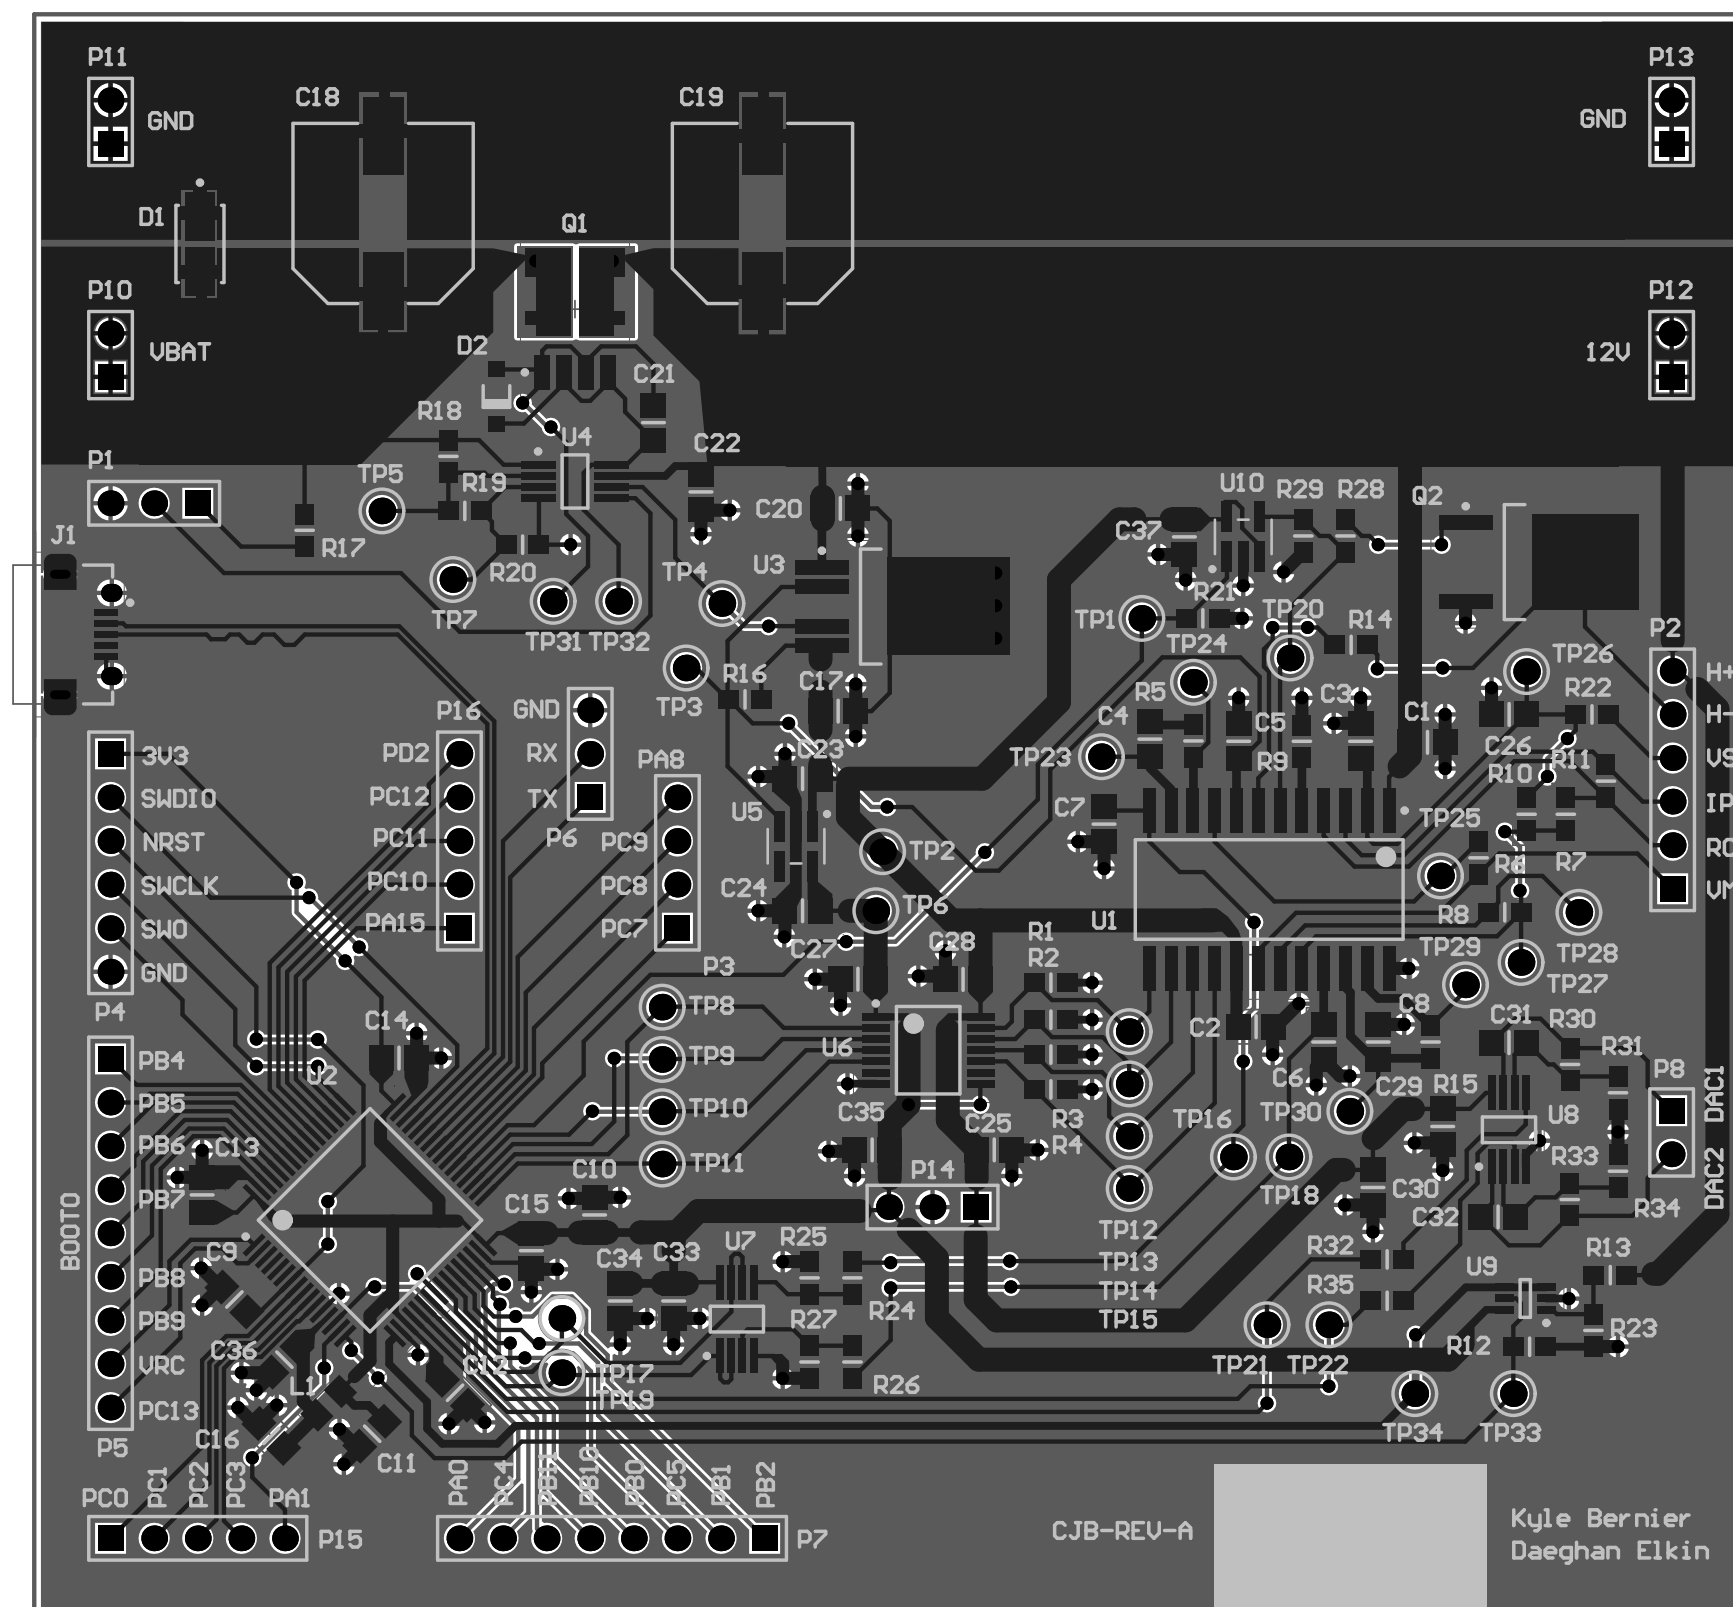 P11
P13
C18
C19
GND
GND
D1
Q1
P10
P12
VBAT
12V
D2
C21
R18
U4
C22
P1
TP5
R19
C20
U10
R29
R28
Q2
J1
R17
C37
R20
U3
TP4
R21
TP7
TP31
TP32
TP1
TP20
R14
TP24
P2
TP26
H+
R16
C17
TP3
R5
C3
R22
GND
P16
C4
C5
C1
H-
3V3
PD2
RX
PA8
C23
TP23
R9
C26
R11
VS
R10
SWDIO
PC12
TX
U5
C7
TP25
IP
NRST
PC11
P6
PC9
TP2
R6
R7
RC
SWCLK
PC10
PC8
C24
TP6
VM
SWO
PA15
PC7
C27
C28
R1
U1
R8
TP28
GND
P3
R2
TP29
TP27
P4
TP8
C14
U6
C2
C8
C31
R30
PB4
U2
TP9
R31
P8
C6
C29
R15
DAC1
PB5
TP10
C35
C25
R3
TP16
TP30
U8
PB6
C13
TP11
R4
R33
DAC2
PB7
C10
P14
TP18
C30
BOOT0
C15
TP12
C32
R34
PB8
C9
C34
C33
U7
R25
TP13
R32
U9
R13
TP14
R35
PB9
R27
R24
TP15
R12
R23
VRC
C36
C12
TP17
TP21
TP22
L1
TP19
R26
PC13
C16
C11
TP34
TP33
P5
PC0
PC1
PC2
PC3
PA1
PA0
PC4
PB11
PB10
PB0
PC5
PB1
PB2
P15
P7
CJB-REV-A
Kyle Bernier
Daeghan Elkin